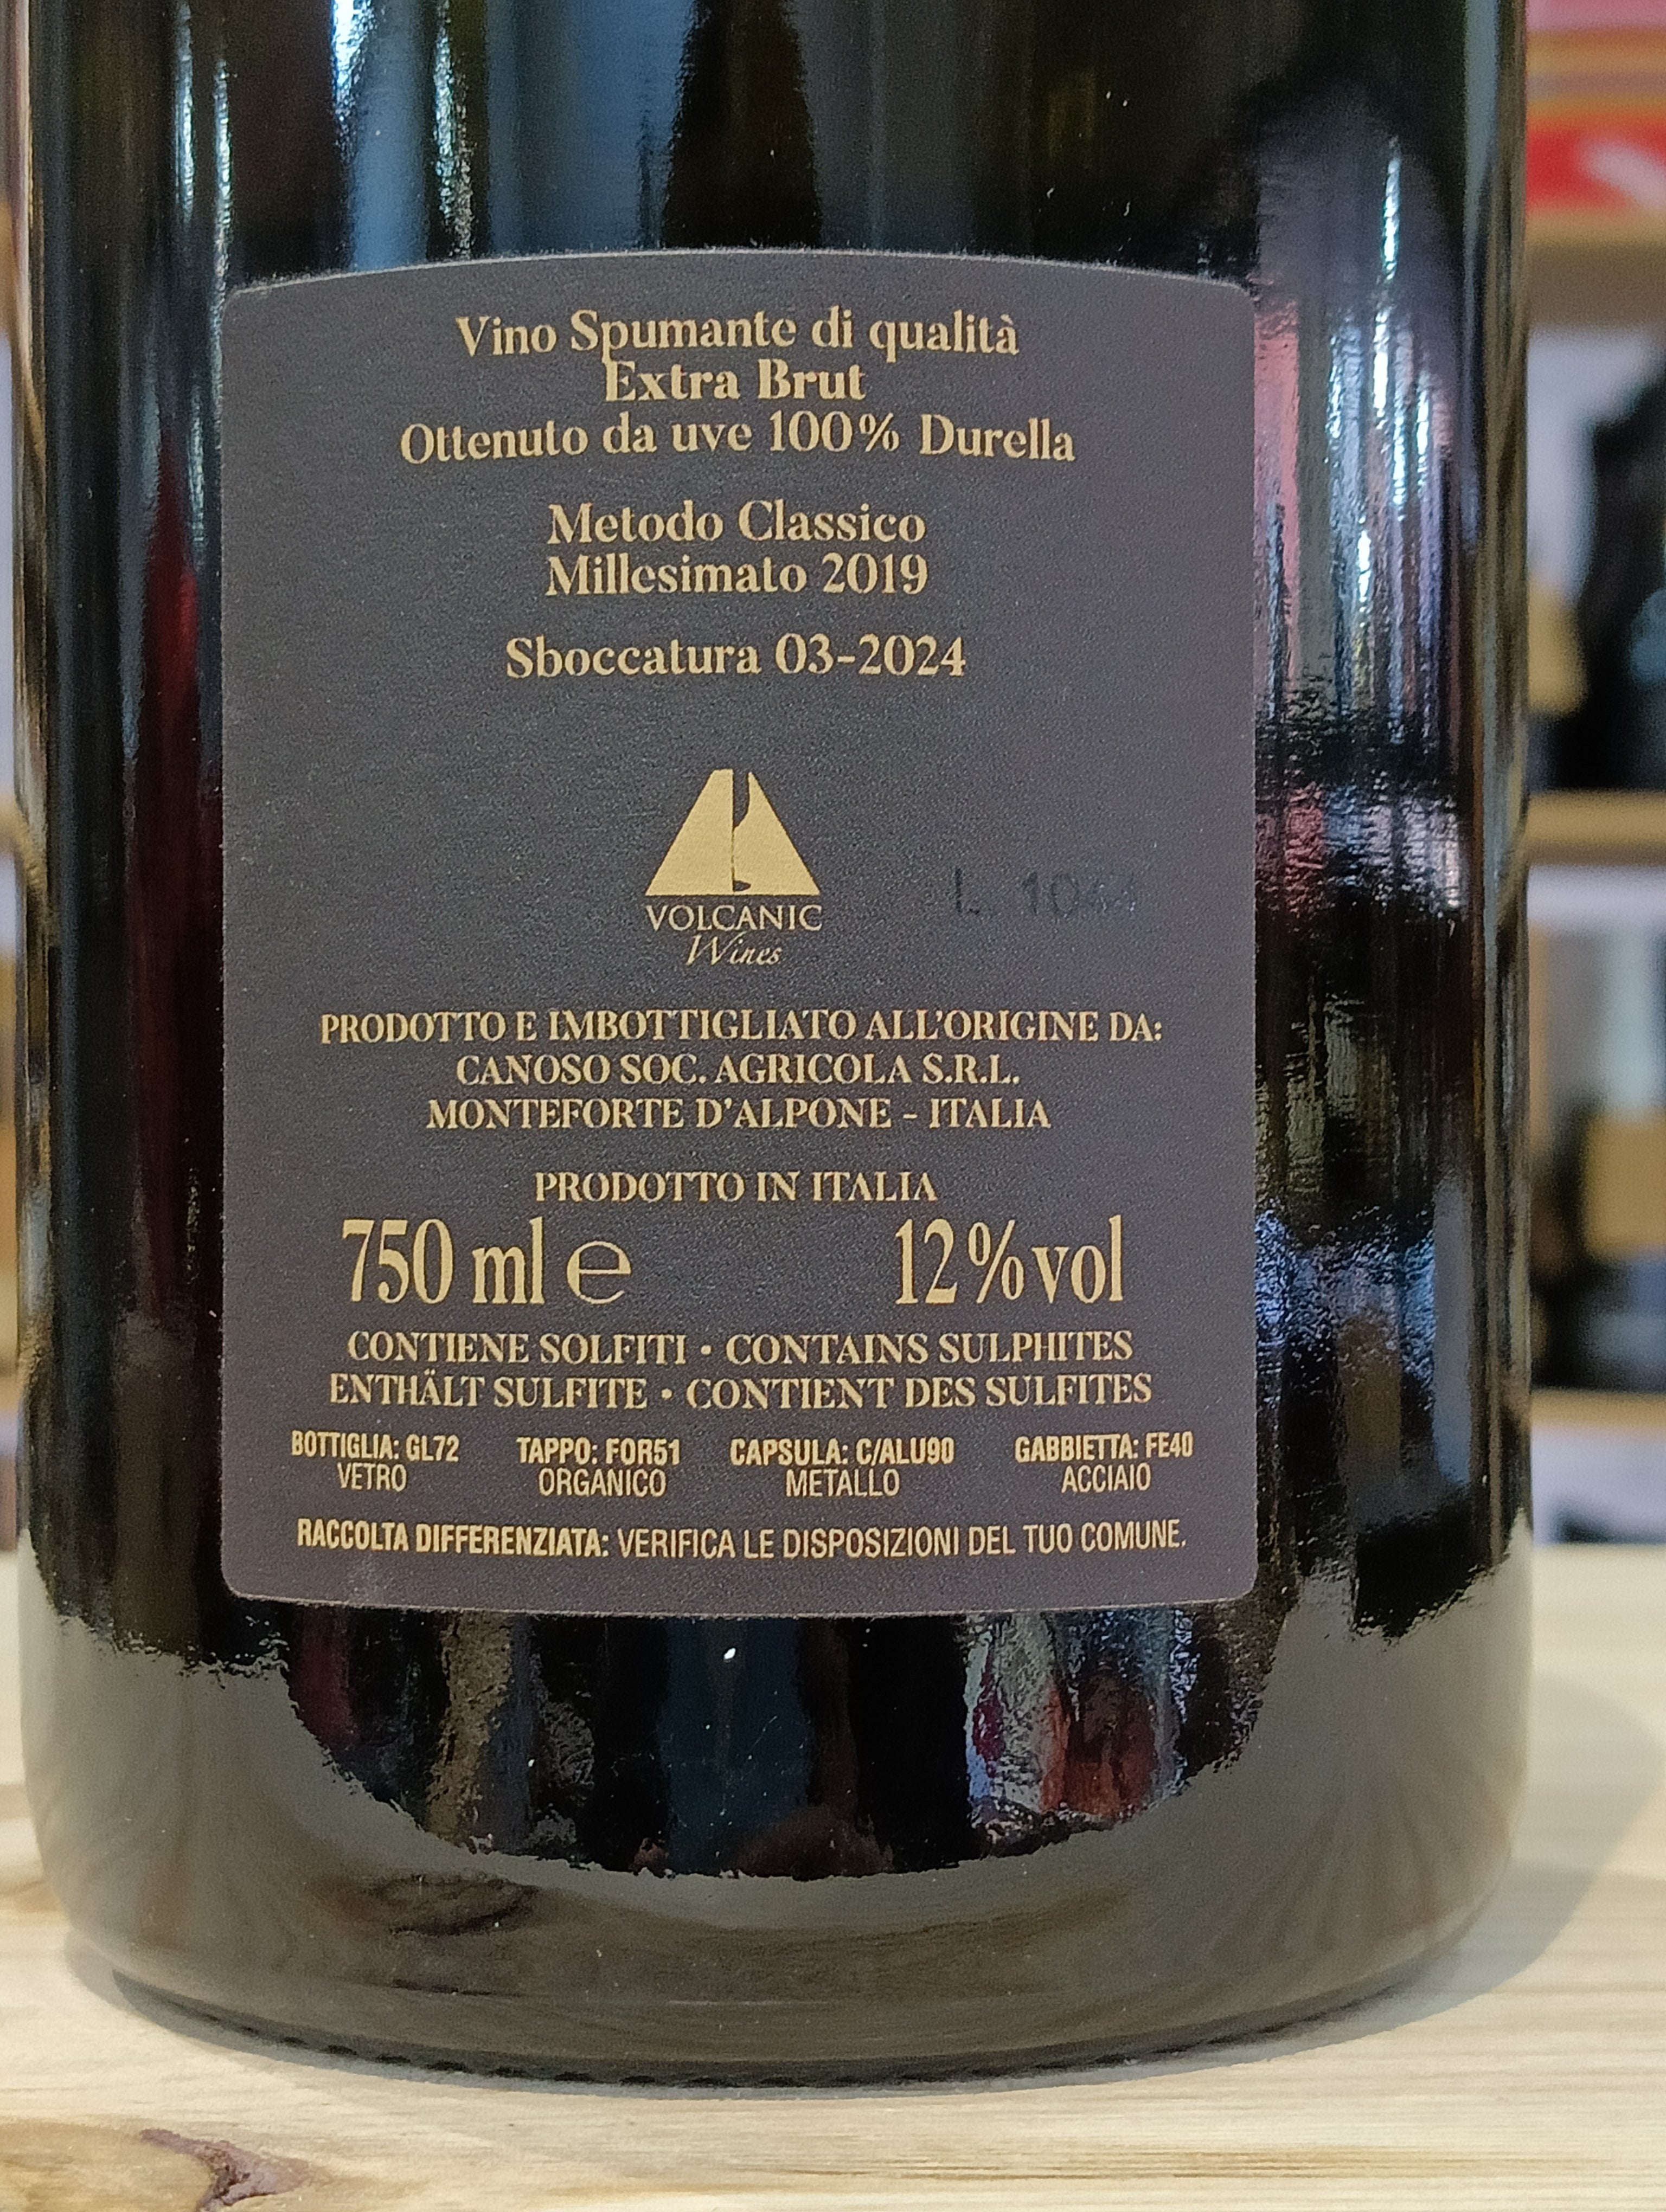 Vino Spumante di qualità
Extra Brut
Ottenuto da uve 100% Durella
Metodo Classico
Millesimato 2019
Sboccatura 03-2024
VOLCANIC
Wines
L.
PRODOTTO E IMBOTTIGLIATO ALL'ORIGINE DA:
CANOSO SOC. AGRICOLA S.R.L.
MONTEFORTE D'ALPONE - ITALIA
PRODOTTO IN ITALIA
750 ml ℮ 12% vol
CONTIENE SOLFITI • CONTAINS SULPHITES
ENTHÄLT SULFITE • CONTIENT DES SULFITES
BOTTIGLIA: GL72 TAPPO: FOR51 CAPSULA: C/ALU90 GABBIETTA: FE40
VETRO ORGANICO METALLO ACCIAIO
RACCOLTA DIFFERENZIATA: VERIFICA LE DISPOSIZIONI DEL TUO COMUNE.